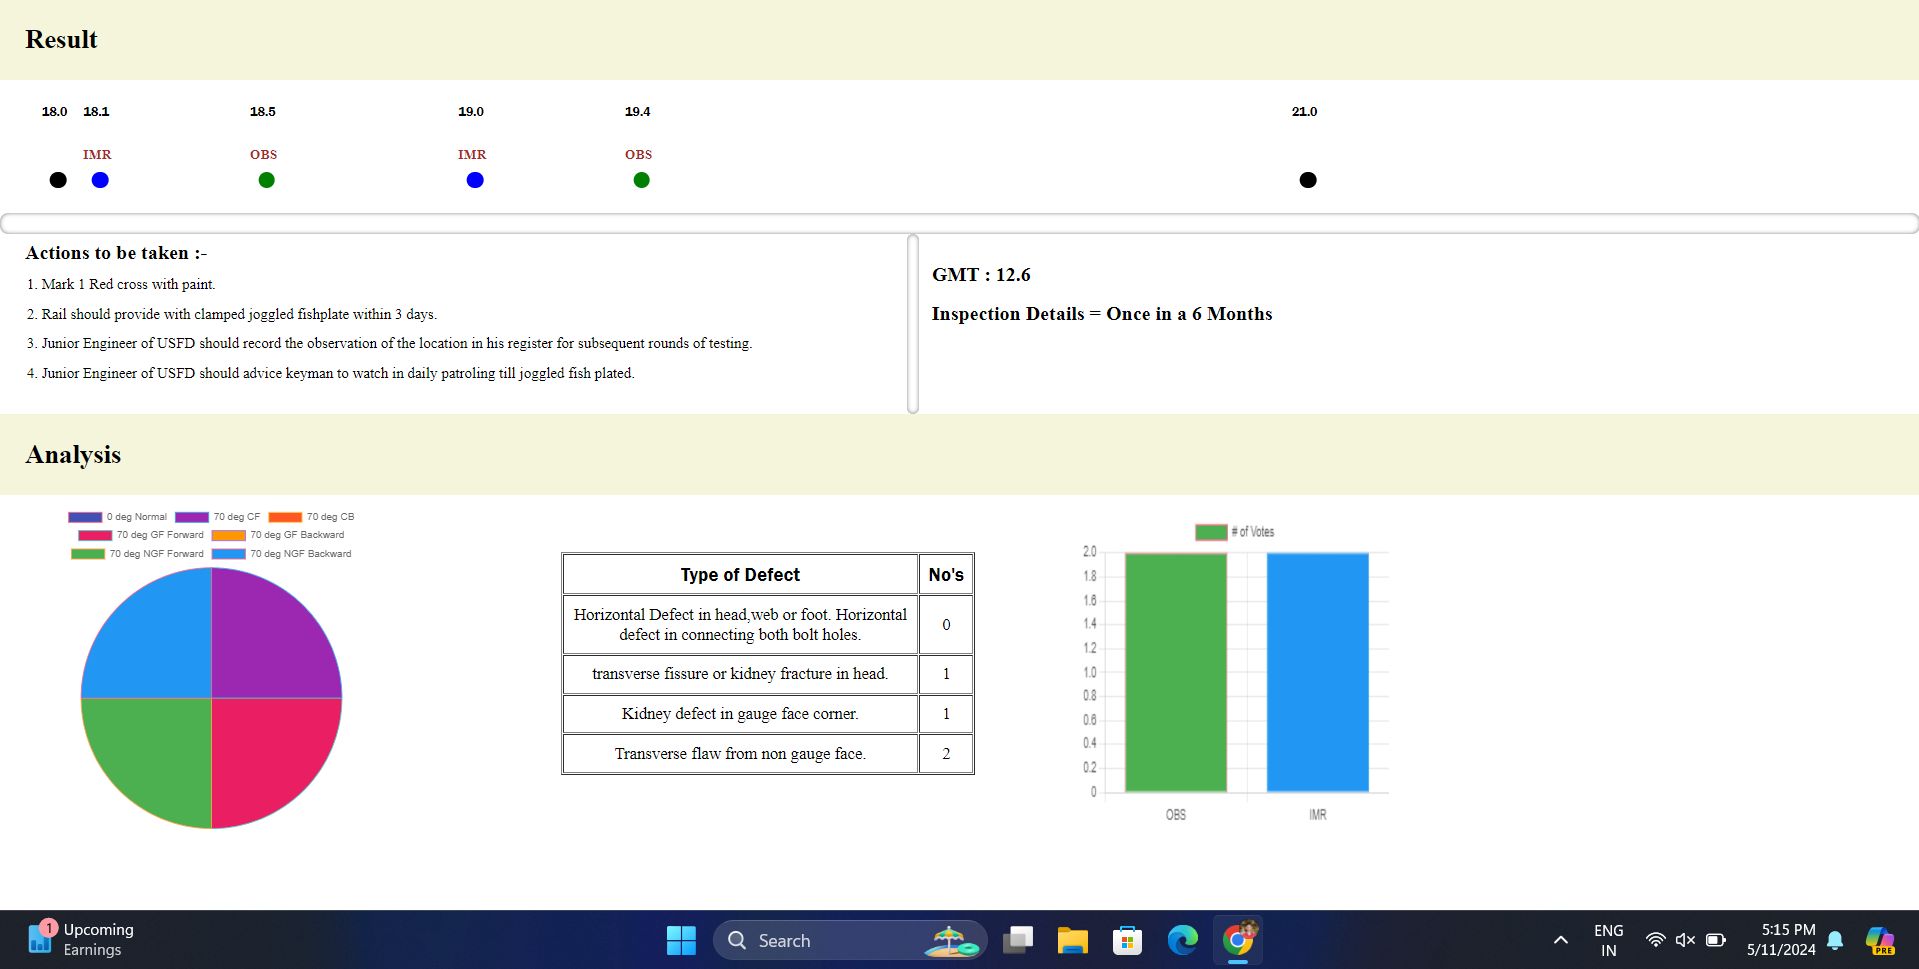 Result
18.0 18.1 18.5 19.0 19.4 21.0
IMR OBS IMR OBS
Actions to be taken :-
1. Mark 1 Red cross with paint.
2. Rail should provide with clamped joggled fishplate within 3 days.
3. Junior Engineer of USFD should record the observation of the location in his register for subsequent rounds of testing.
4. Junior Engineer of USFD should advice keyman to watch in daily patroling till joggled fish plated.
GMT : 12.6
Inspection Details = Once in a 6 Months
Analysis
0 deg Normal 70 deg CF 70 deg CB
70 deg GF Forward 70 deg GF Backward
70 deg NGF Forward 70 deg NGF Backward
Type of Defect No's
Horizontal Defect in head,web or foot. Horizontal
defect in connecting both bolt holes. 0
transverse fissure or kidney fracture in head. 1
Kidney defect in gauge face corner. 1
Transverse flaw from non gauge face. 2
# of Votes
2.0
1.8
1.6
1.4
1.2
1.0
0.8
0.6
0.4
0.2
0
OBS IMR
1 Upcoming
Earnings
Search
ENG
IN
5:15 PM
5/11/2024
PRE